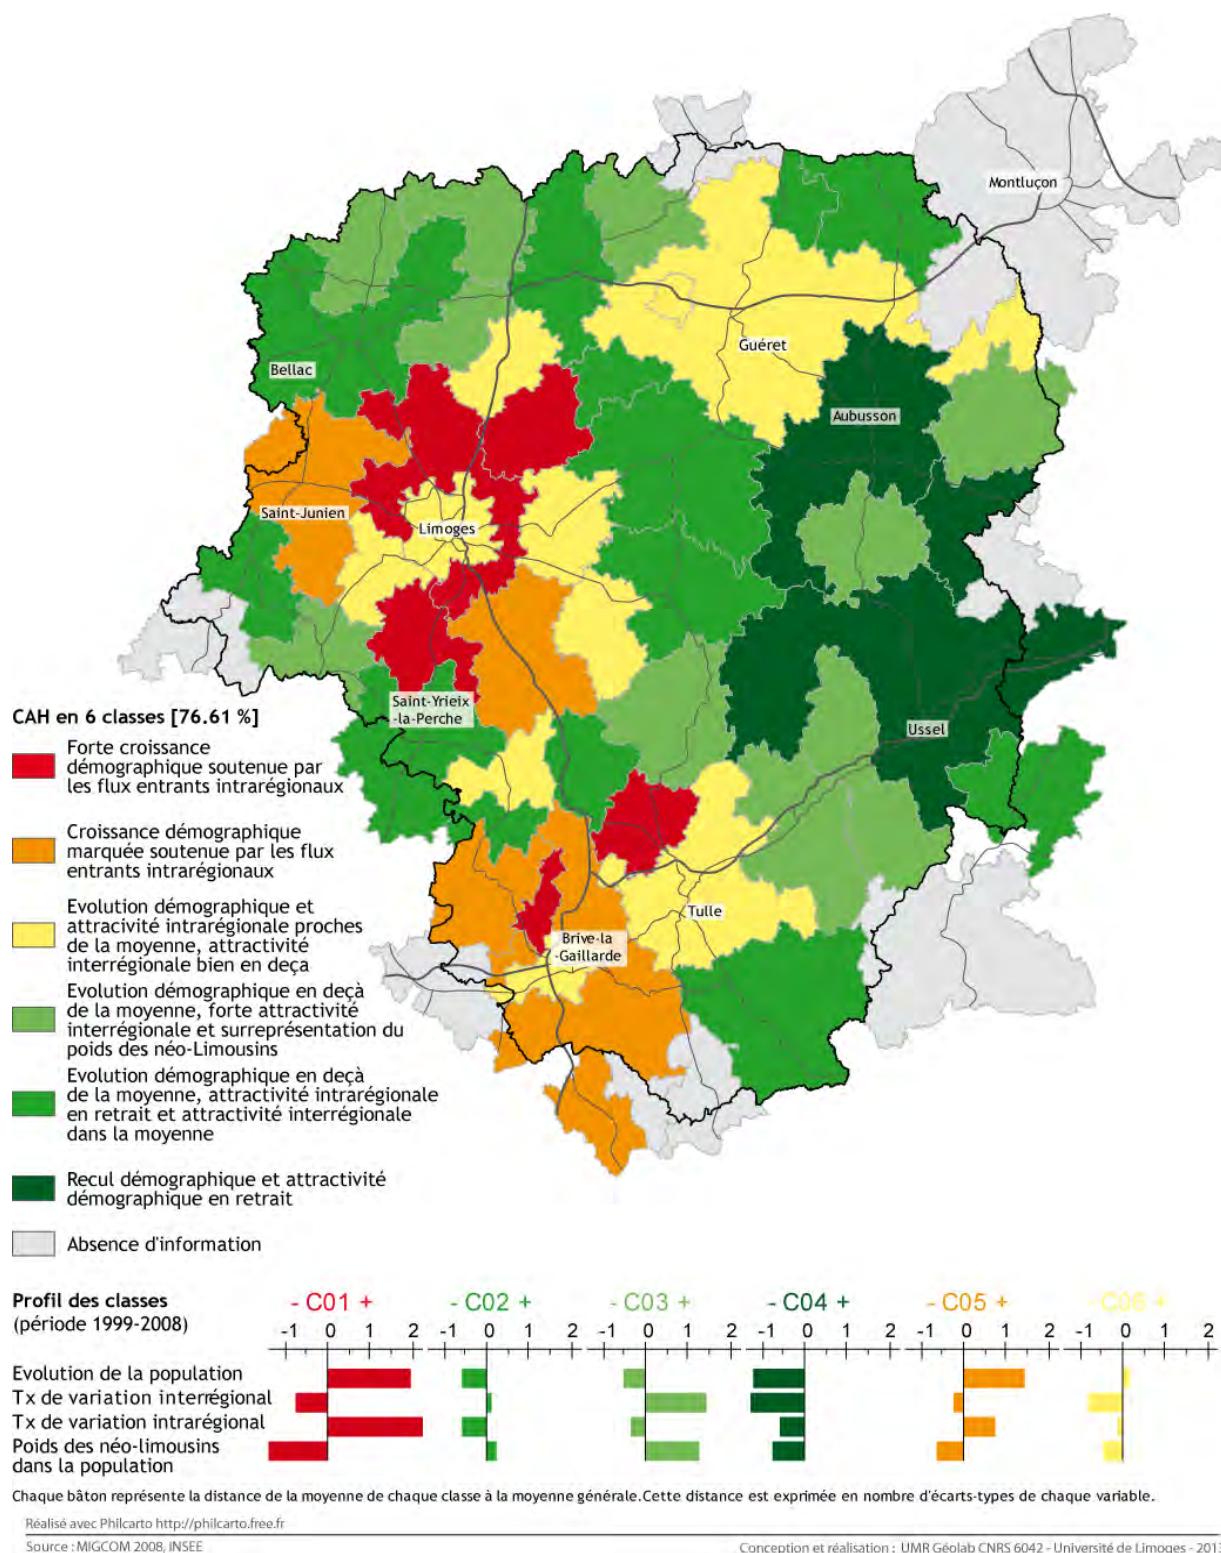 Montluçon
Guéret
Bellac
Aubusson
Saint-Junien
Limoges
Saint-Yrieix
-la-Perche
Ussel
Tulle
Brive-la
-Gaillarde
CAH en 6 classes [76.61 %]
Forte croissance
démographique soutenue par
les flux entrants intrarégionaux
Croissance démographique
marquée soutenue par les flux
entrants intrarégionaux
Evolution démographique et
attractivité intrarégionale proches
de la moyenne, attractivité
interrégionale bien en deça
Evolution démographique en deçà
de la moyenne, forte attractivité
interrégionale et surreprésentation du
poids des néo-Limousins
Evolution démographique en deçà
de la moyenne, attractivité intrarégionale
en retrait et attractivité interrégionale
dans la moyenne
Recul démographique et attractivité
démographique en retrait
Absence d'information
Profil des classes
(période 1999-2008)
- C01 + - C02 + - C03 + - C04 + - C05 + - C06 +
-1 0 1 2 -1 0 1 2 -1 0 1 2 -1 0 1 2 -1 0 1 2 -1 0 1 2
Evolution de la population
Tx de variation interrégional
Tx de variation intrarégional
Poids des néo-limousins
dans la population
Chaque bâton représente la distance de la moyenne de chaque classe à la moyenne générale.Cette distance est exprimée en nombre d'écarts-types de chaque variable.
Réalisé avec Philcarto http://philcarto.free.fr
Source : MIGCOM 2008, INSEE
Conception et réalisation : UMR Géolab CNRS 6042 - Université de Limoges - 2013